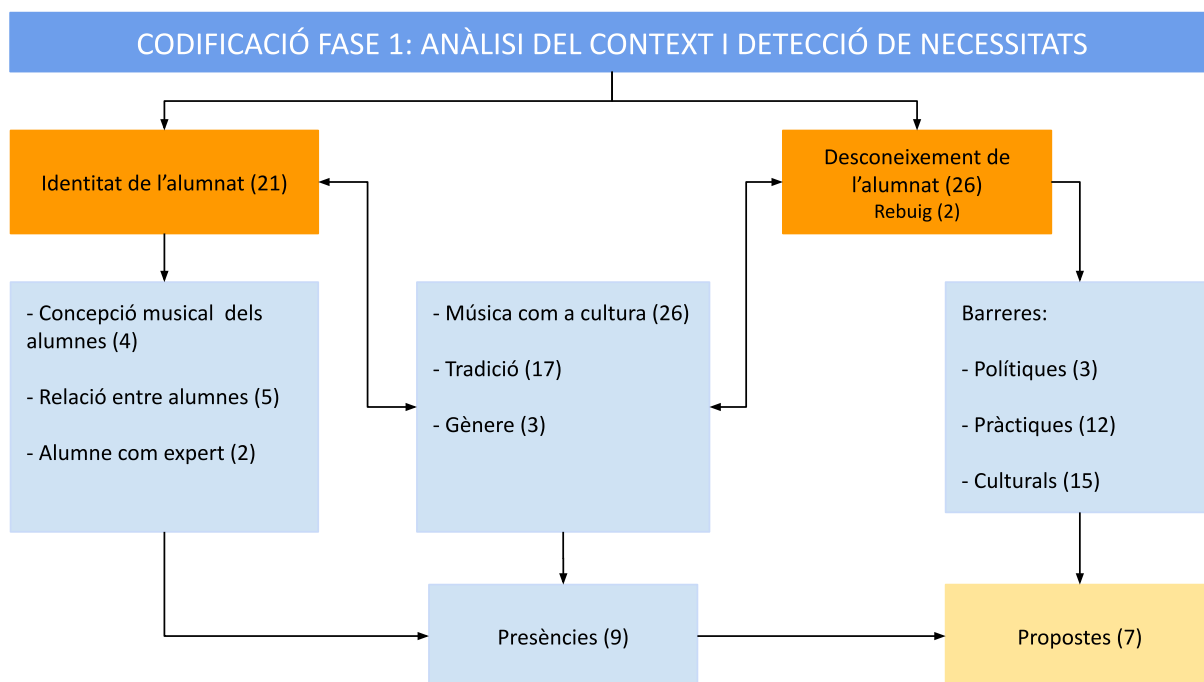 CODIFICACIÓ FASE 1: ANÀLISI DEL CONTEXT I DETECCIÓ DE NECESSITATS
Identitat de l’alumnat (21)
Desconeixement de
l’alumnat (26)
Rebuig (2)
- Concepció musical  dels
alumnes (4)
- Relació entre alumnes (5)
- Alumne com expert (2)
- Música com a cultura (26)
- Tradició (17)
- Gènere (3)
Barreres:
- Polítiques (3)
- Pràctiques (12)
- Culturals (15)
Presències (9)
Propostes (7)